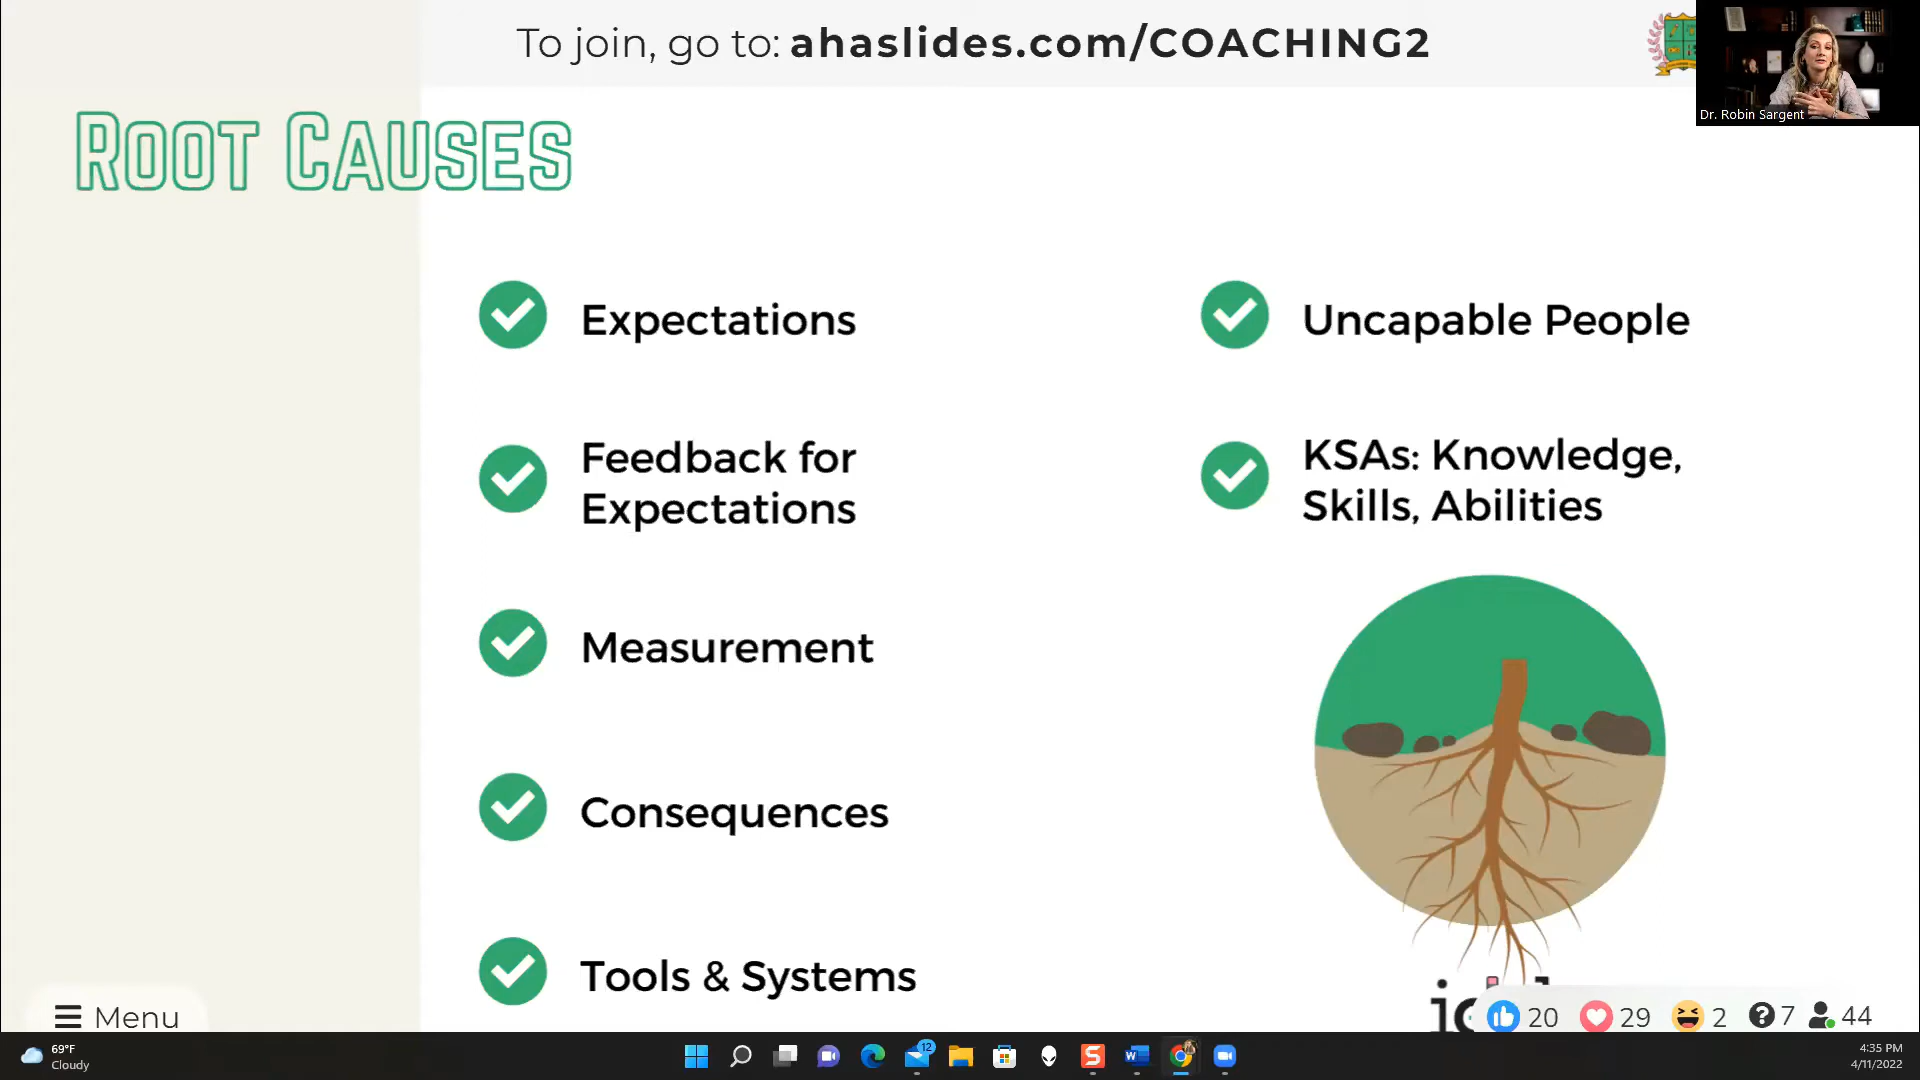 To join, go to: ahaslides.com/COACHING2
Dr. Robin Sargent
ROOT CAUSES
Expectations
Feedback for
Expectations
Measurement
Consequences
Tools & Systems
Uncapable People
KSAs: Knowledge,
Skills, Abilities
Menu
20 29 2 7 44
69°F
Cloudy
12
4:35 PM
4/11/2022